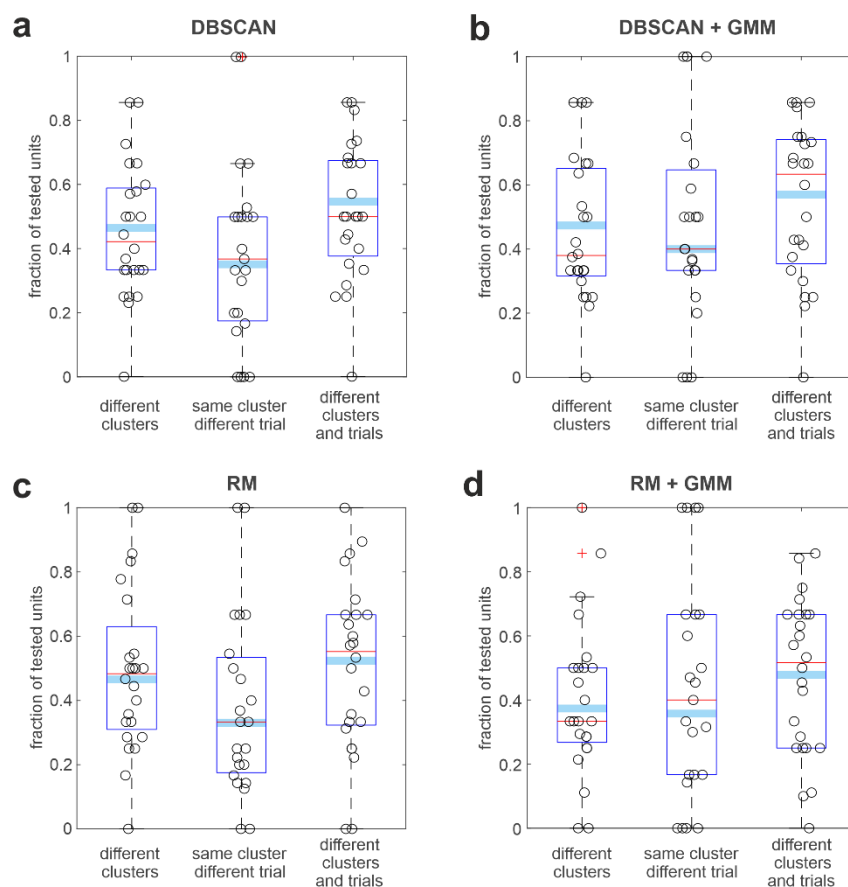 a
DBSCAN
1
0.8
0.6
0.4
0.2
0
fraction of tested units
different
clusters
same cluster
different trial
different
clusters
and trials
b
DBSCAN + GMM
1
0.8
0.6
0.4
0.2
0
fraction of tested units
different
clusters
same cluster
different trial
different
clusters
and trials
c
RM
1
0.8
0.6
0.4
0.2
0
fraction of tested units
different
clusters
same cluster
different trial
different
clusters
and trials
d
RM + GMM
1
0.8
0.6
0.4
0.2
0
fraction of tested units
different
clusters
same cluster
different trial
different
clusters
and trials